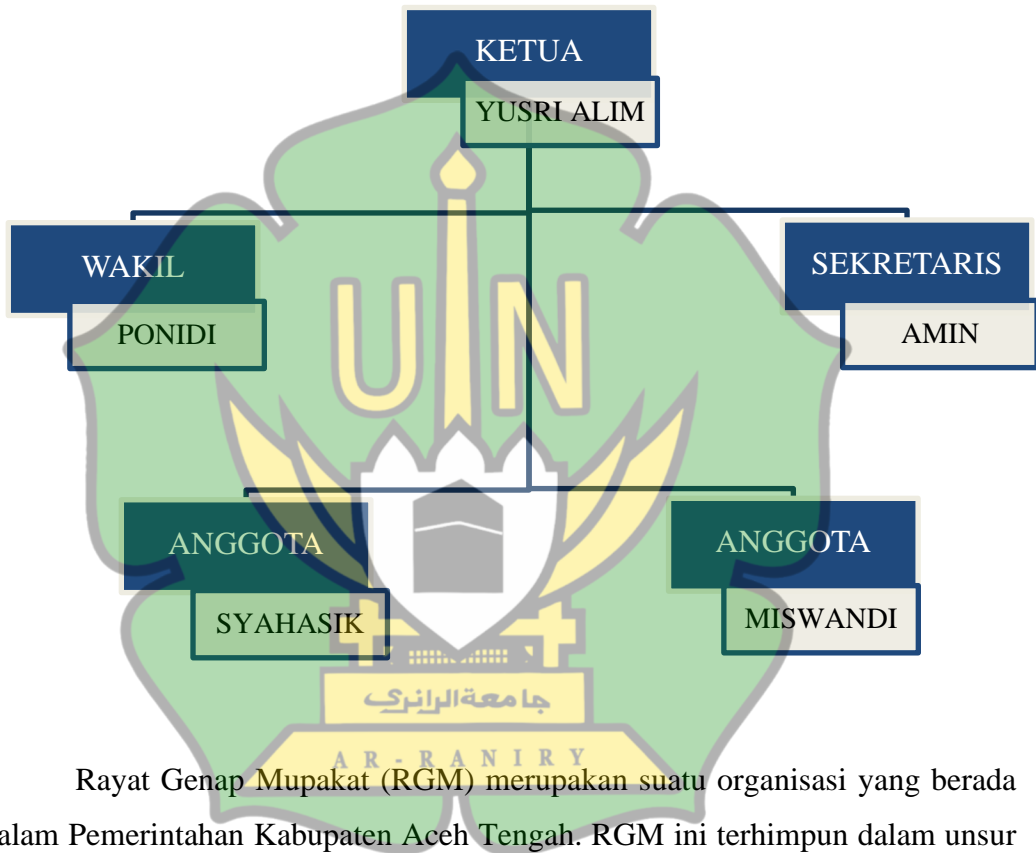 KETUA
YUSRI ALIM
WAKIL
PONIDI
SEKRETARIS
AMIN
UIN
ANGGOTA
SYAHASIK
ANGGOTA
MISWANDI
جامعةالرانري
AR-RANIRY
Rayat Genap Mupakat (RGM) merupakan suatu organisasi yang berada
alam Pemerintahan Kabupaten Aceh Tengah. RGM ini terhimpun dalam unsur